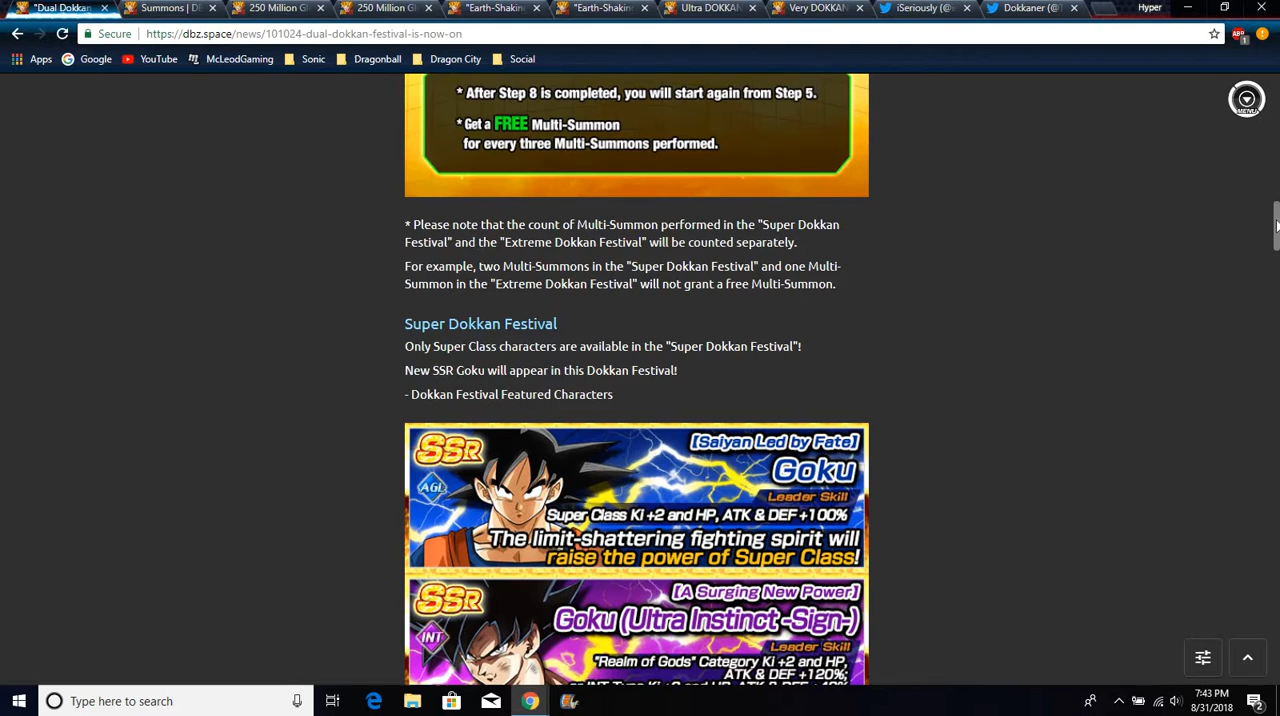 "Dual Dokkan
Summons | DB
250 Million Gl
250 Million Gl
"Earth-Shakin
"Earth-Shakin
Ultra DOKKAN
Very DOKKAN
iSeriously (@
Dokkaner (@T
Hyper
Secure
https://dbz.space/news/101024-dual-dokkan-festival-is-now-on
ABP
1
Apps
Google
YouTube
McLeodGaming
Sonic
Dragonball
Dragon City
Social
* After Step 8 is completed, you will start again from Step 5.
* Get a FREE Multi-Summon
for every three Multi-Summons performed.
MENU
* Please note that the count of Multi-Summon performed in the "Super Dokkan
Festival" and the "Extreme Dokkan Festival" will be counted separately.
For example, two Multi-Summons in the "Super Dokkan Festival" and one Multi-
Summon in the "Extreme Dokkan Festival" will not grant a free Multi-Summon.
Super Dokkan Festival
Only Super Class characters are available in the "Super Dokkan Festival"!
New SSR Goku will appear in this Dokkan Festival!
- Dokkan Festival Featured Characters
SSR
[Saiyan Led by Fate]
Goku
AGL
Leader Skill
Super Class Ki +2 and HP, ATK & DEF +100%
The limit-shattering fighting spirit will
raise the power of Super Class!
SSR
[A Surging New Power]
Goku (Ultra Instinct -Sign-)
INT
Leader Skill
"Realm of Gods" Category Ki +2 and HP,
ATK & DEF +120%;
Type here to search
7:43 PM
8/31/2018
2